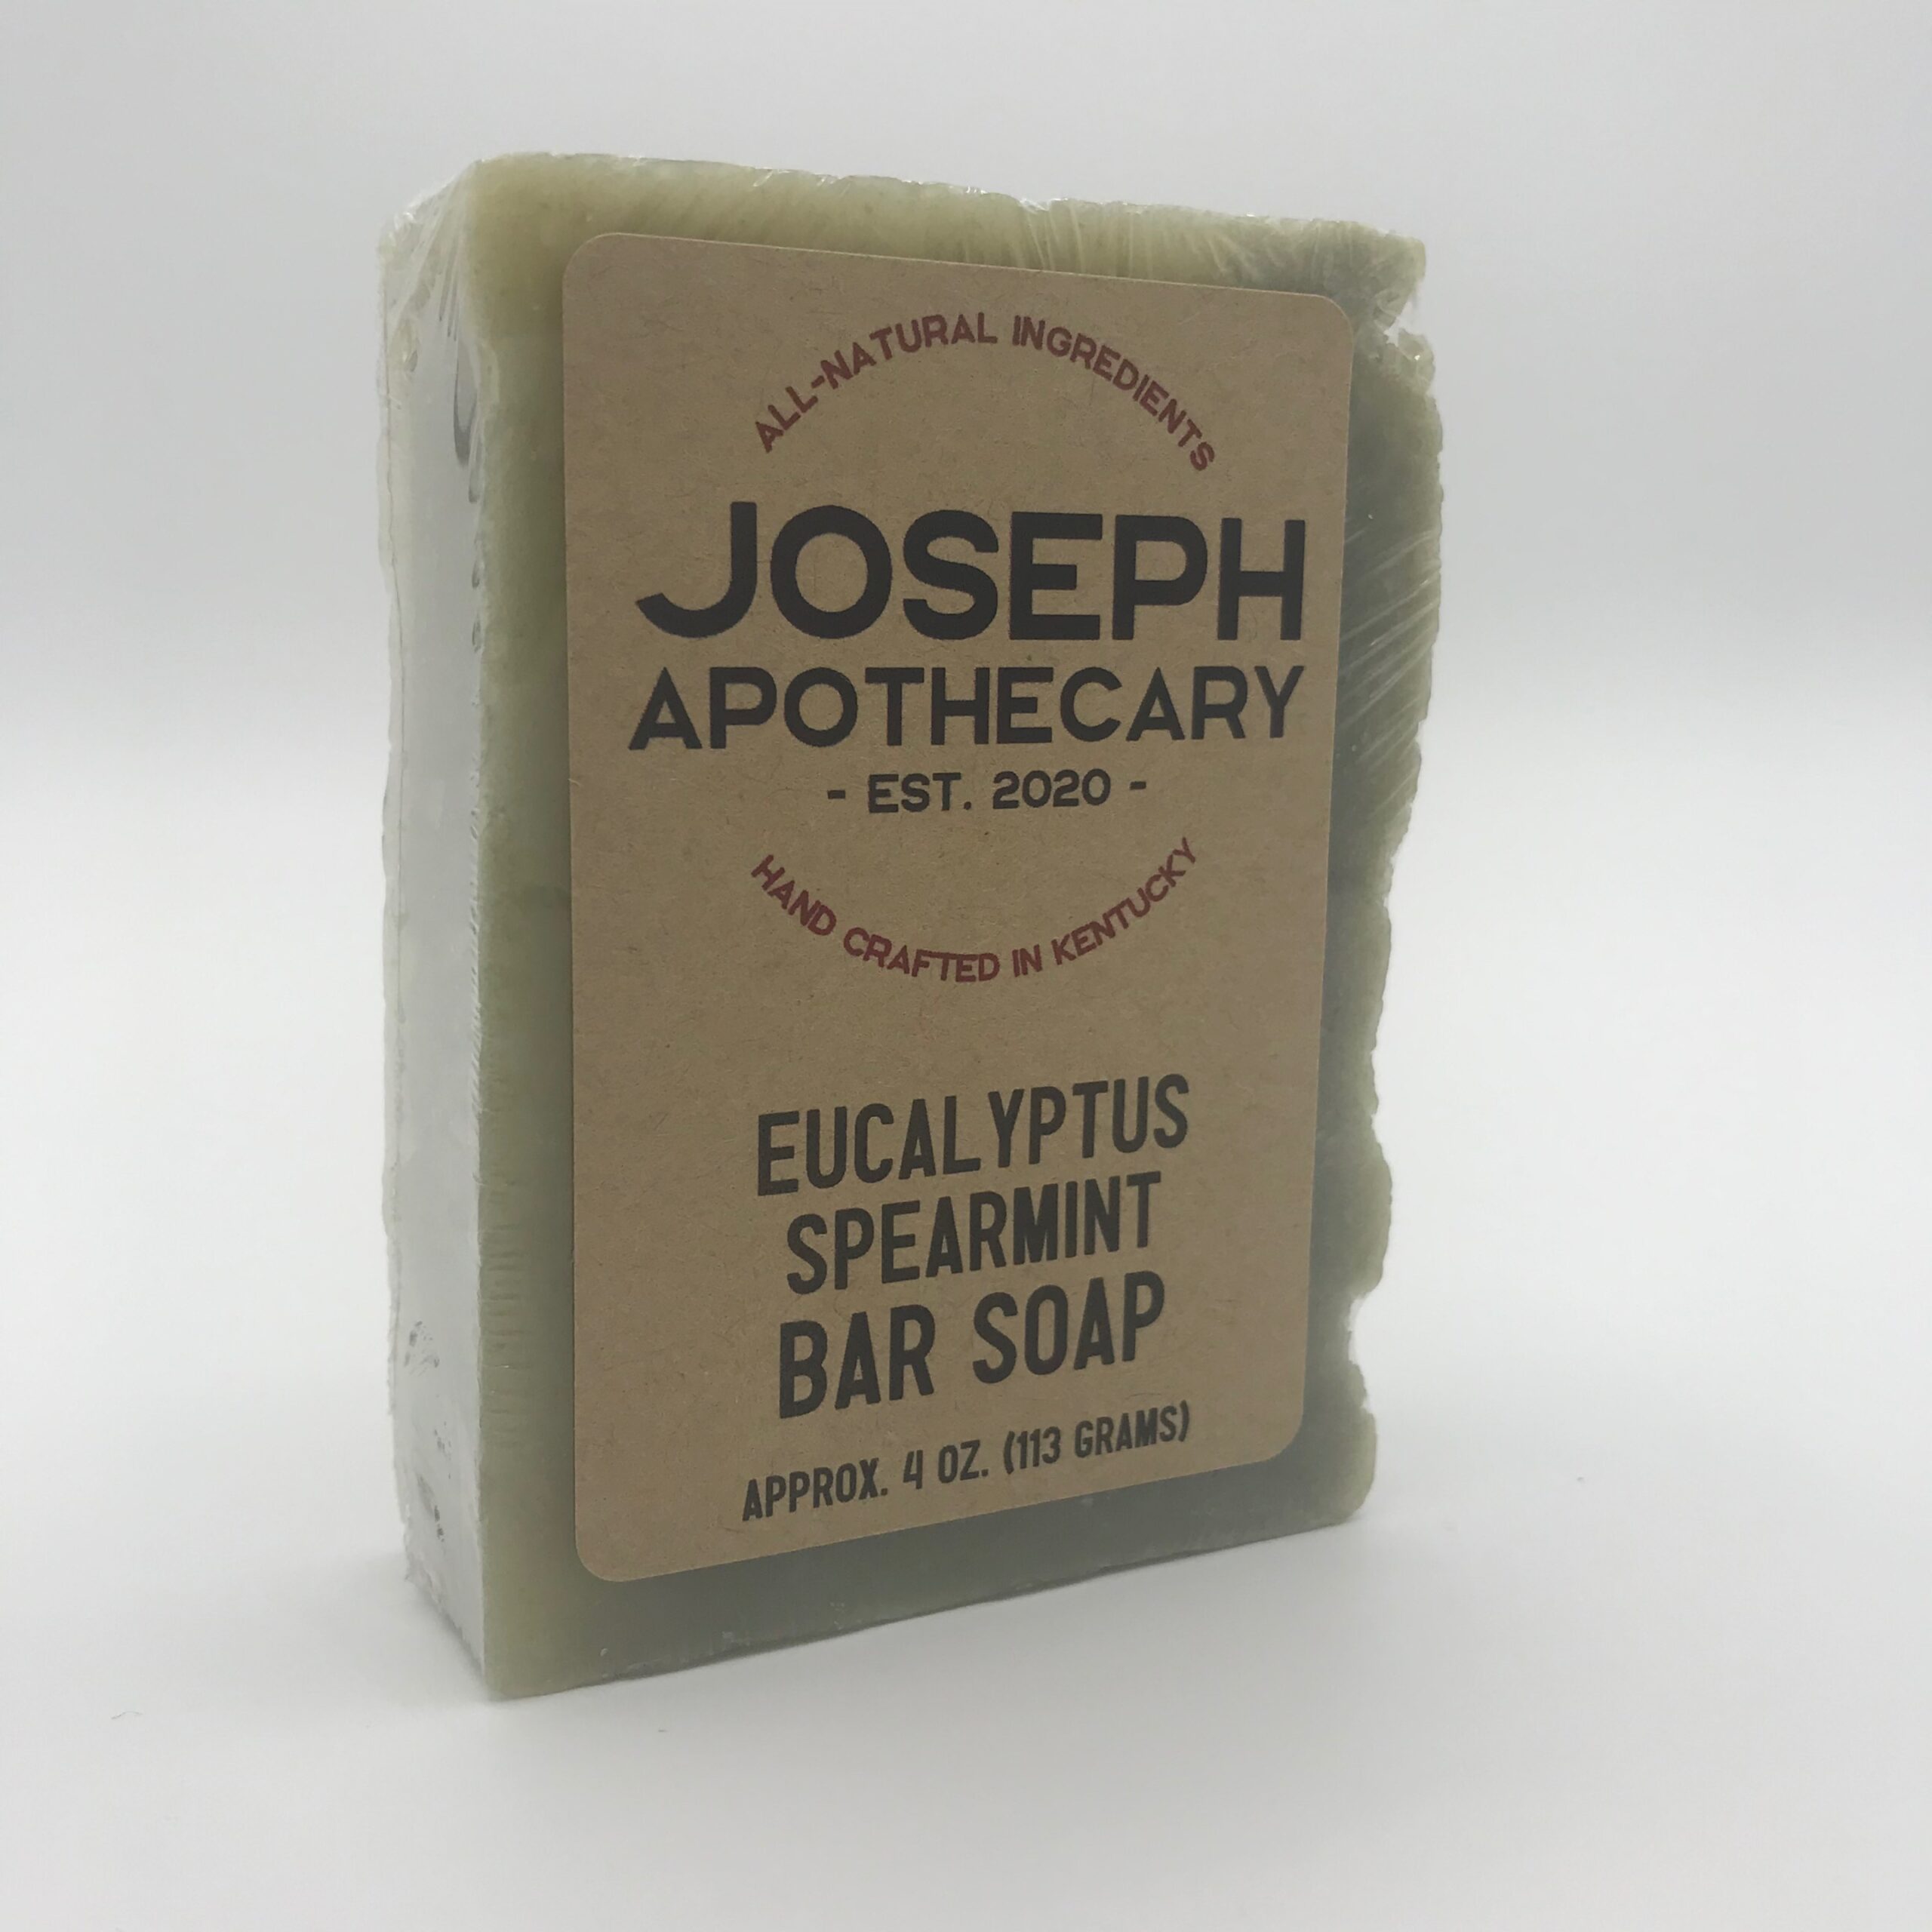 ALL-NATURAL INGREDIENTS
JOSEPH
APOTHECARY
- EST. 2020 -
HAND CRAFTED IN KENTUCKY
EUCALYPTUS
SPEARMINT
BAR SOAP
APPROX. 4 OZ. (113 GRAMS)